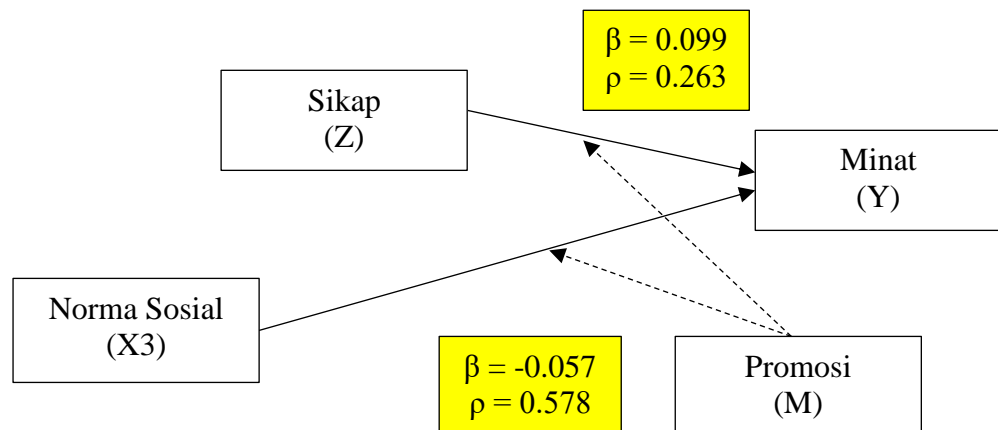 β = 0.099
ρ = 0.263
Sikap
(Z)
Minat
(Y)
Norma Sosial
(X3)
β = -0.057
ρ = 0.578
Promosi
(M)